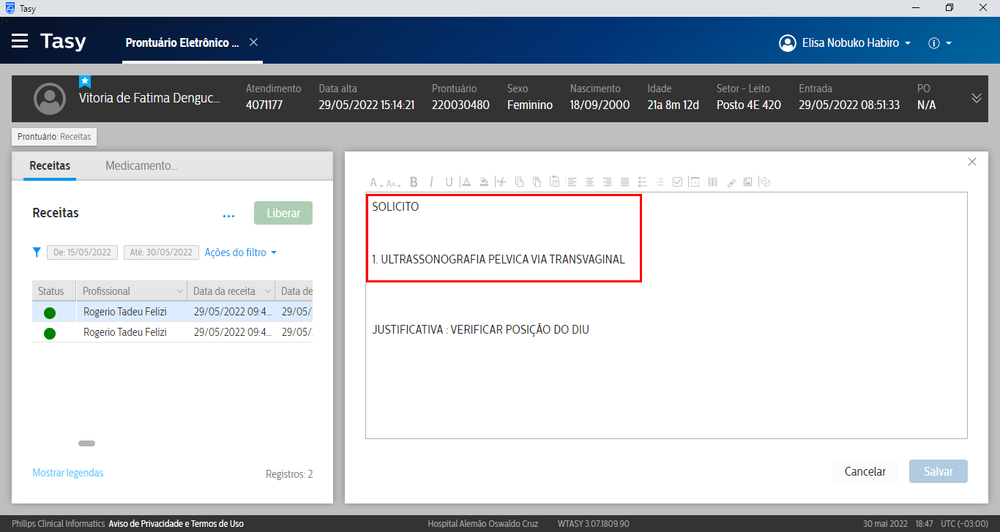 Tasy
Tasy
Prontuário Eletrônico ...
Elisa Nobuko Habiro
Vitoria de Fatima Denguc...
Atendimento
4071177
Data alta
29/05/2022 15:14:21
Prontuário
220030480
Sexo
Feminino
Nascimento
18/09/2000
Idade
21a 8m 12d
Setor - Leito
Posto 4E 420
Entrada
29/05/2022 08:51:33
PO
N/A
Prontuário: Receitas
Receitas
Medicamento...
Receitas
...
Liberar
De: 15/05/2022
Até: 30/05/2022
Ações do filtro
Status Profissional Data da receita Data de
Rogerio Tadeu Felizi 29/05/2022 09:4... 29/05/
Rogerio Tadeu Felizi 29/05/2022 09:4... 29/05/
Mostrar legendas
Registros: 2
SOLICITO
1. ULTRASSONOGRAFIA PELVICA VIA TRANSVAGINAL
JUSTIFICATIVA : VERIFICAR POSIÇÃO DO DIU
Cancelar
Salvar
Philips Clinical Informatics Aviso de Privacidade e Termos de Uso
Hospital Alemão Oswaldo Cruz
WTASY 3.07.1809.90
30 mai 2022 18:47 UTC (-03:00)